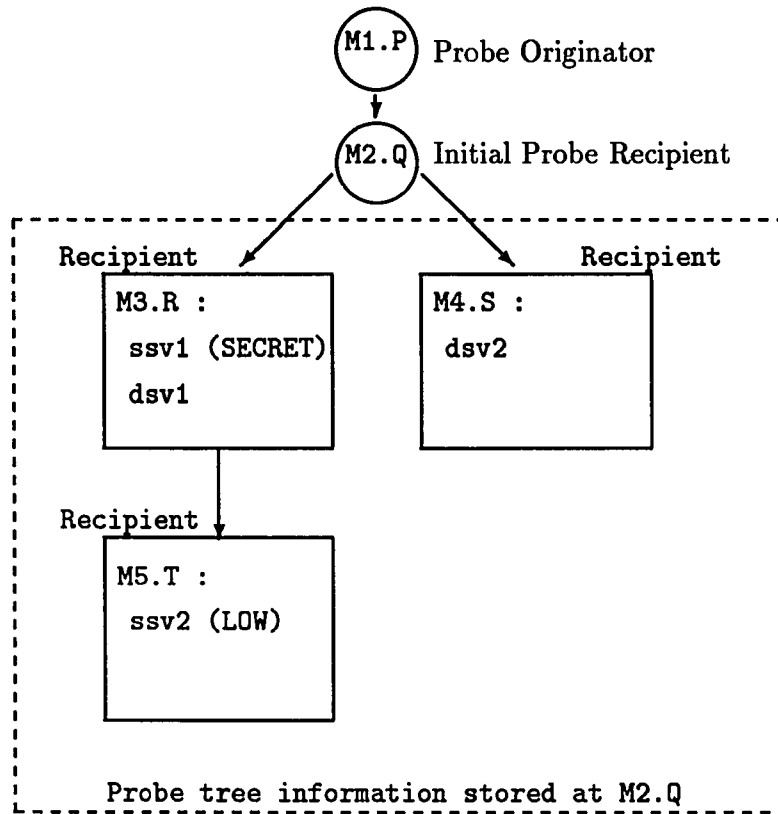 M1.P Probe Originator
M2.Q Initial Probe Recipient
Recipient
Recipient
M3.R :
ssv1 (SECRET)
dsv1
M4.S :
dsv2
Recipient
M5.T :
ssv2 (LOW)
Probe tree information stored at M2.Q